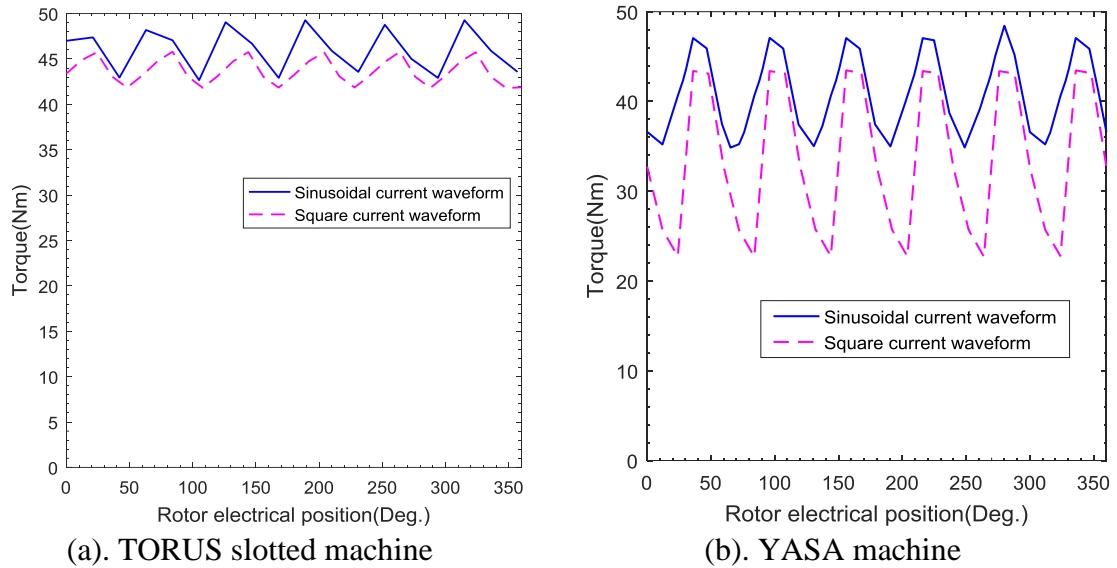 50
45
40
35
30
25
20
15
10
5
0
Torque(Nm)
Sinusoidal current waveform
Square current waveform
0 50 100 150 200 250 300 350
Rotor electrical position(Deg.)
(a). TORUS slotted machine
50
40
30
20
10
0
Torque(Nm)
Sinusoidal current waveform
Square current waveform
0 50 100 150 200 250 300 350
Rotor electrical position(Deg.)
(b). YASA machine